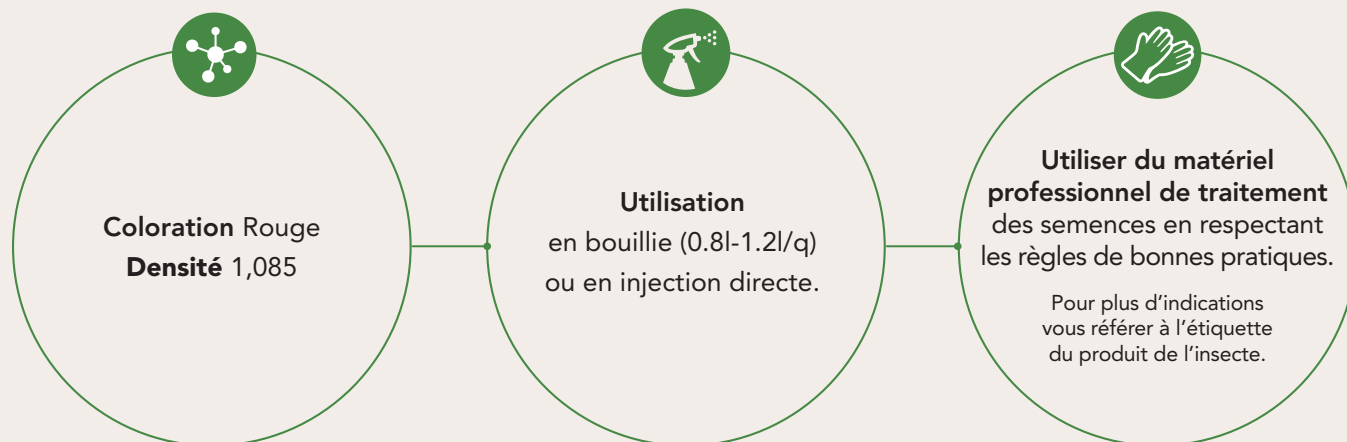 Coloration Rouge
Densité 1,085
Utilisation
en bouillie (0.8l-1.2l/q)
ou en injection directe.
Utiliser du matériel
professionnel de traitement
des semences en respectant
les règles de bonnes pratiques.
Pour plus d’indications
vous référer à l’étiquette
du produit de l’insecte.